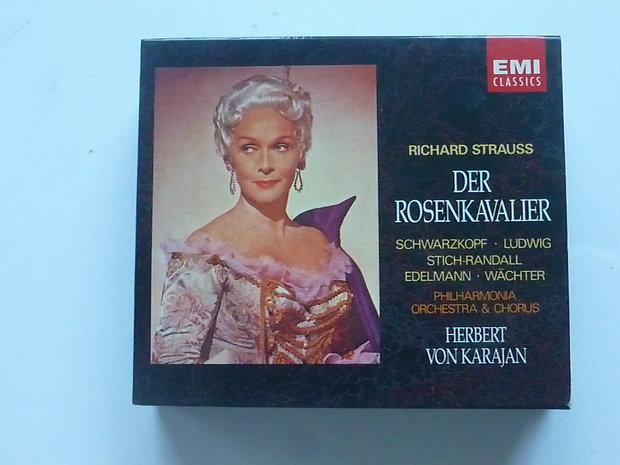 EMI
CLASSICS
RICHARD STRAUSS
DER
ROSENKAVALIER
SCHWARZKOPF · LUDWIG
STICH-RANDALL
EDELMANN · WÄCHTER
PHILHARMONIA
ORCHESTRA & CHORUS
HERBERT
VON KARAJAN